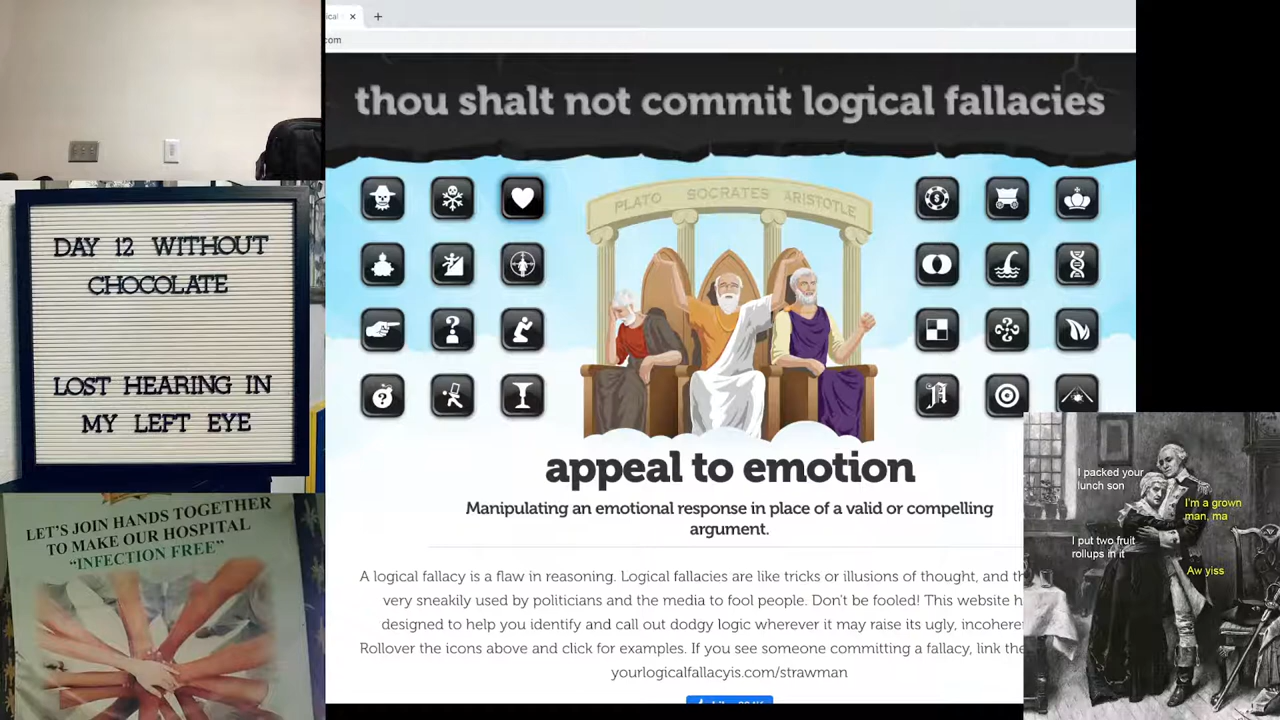 ical
com
thou shalt not commit logical fallacies
PLATO SOCRATES ARISTOTLE
appeal to emotion
Manipulating an emotional response in place of a valid or compelling
argument.
A logical fallacy is a flaw in reasoning. Logical fallacies are like tricks or illusions of thought, and
very sneakily used by politicians and the media to fool people. Don't be fooled! This website
designed to help you identify and call out dodgy logic wherever it may raise its ugly,
Rollover the icons above and click for examples. If you see someone committing a fallacy, link
yourlogicalfallacyis.com/strawman
DAY 12 WITHOUT
CHOCOLATE
LOST HEARING IN
MY LEFT EYE
LET'S JOIN HANDS TOGETHER
TO MAKE OUR HOSPITAL
"INFECTION FREE"
I packed your
lunch son
I'm a grown
man, ma
I put two fruit
rollups in it
Aw yiss